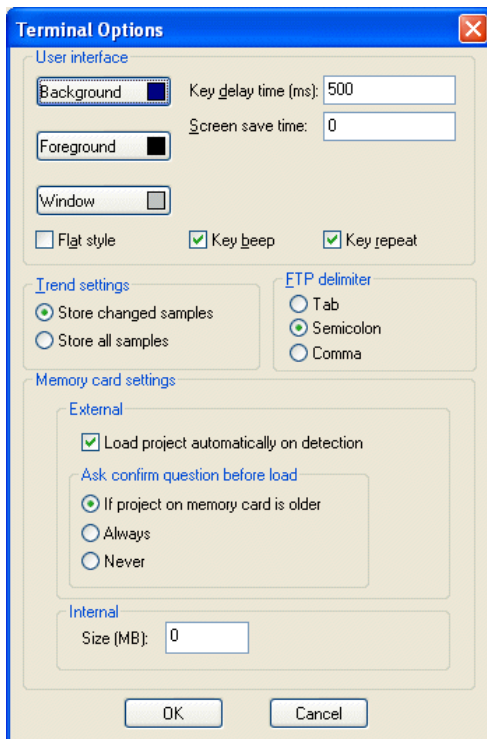 Terminal Options
User interface
Background
Key delay time (ms): 500
Screen save time: 0
Foreground
Window
Flat style
Key beep
Key repeat
Trend settings
Store changed samples
Store all samples
FTP delimiter
Tab
Semicolon
Comma
Memory card settings
External
Load project automatically on detection
Ask confirm question before load
If project on memory card is older
Always
Never
Internal
Size (MB): 0
OK
Cancel